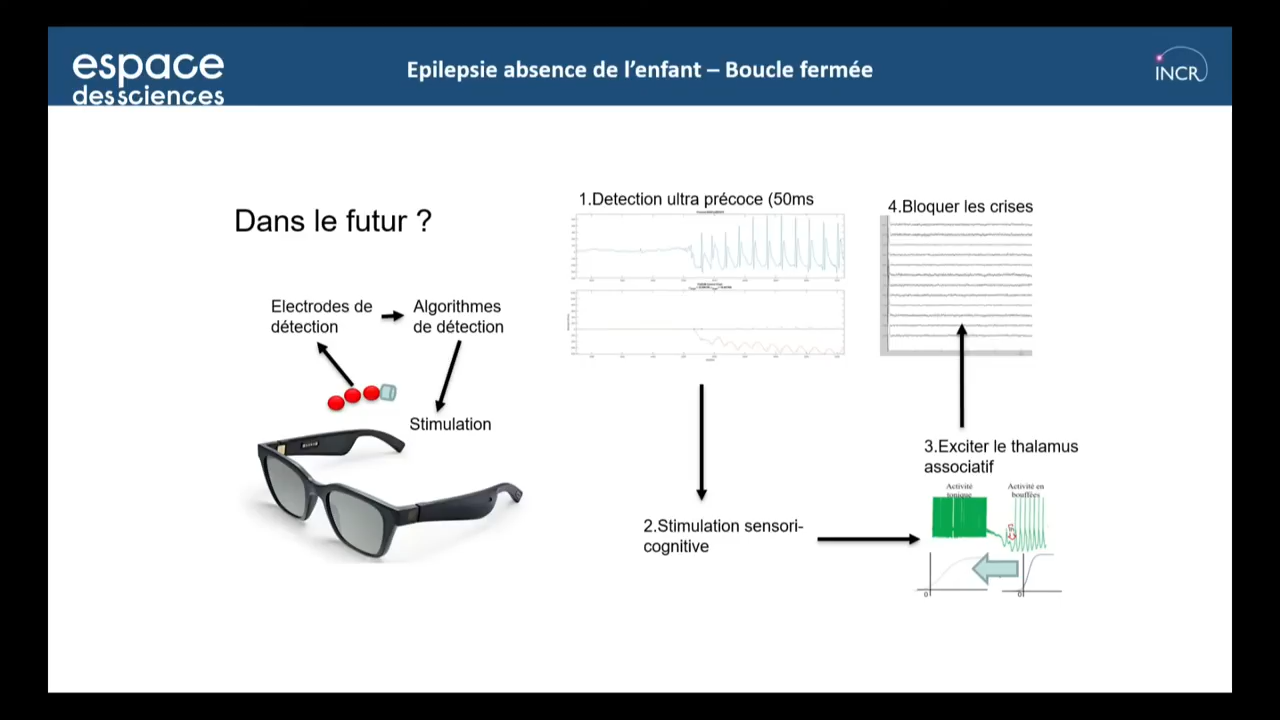 espace
des sciences
Epilepsie absence de l'enfant – Boucle fermée
INCR
Dans le futur ?
Electrodes de
détection
Algorithmes
de détection
Stimulation
1.Detection ultra précoce (50ms
2.Stimulation sensori-
cognitive
3.Exciter le thalamus
associatif
Activité
tonique
Activité en
bouffées
0
0
4.Bloquer les crises